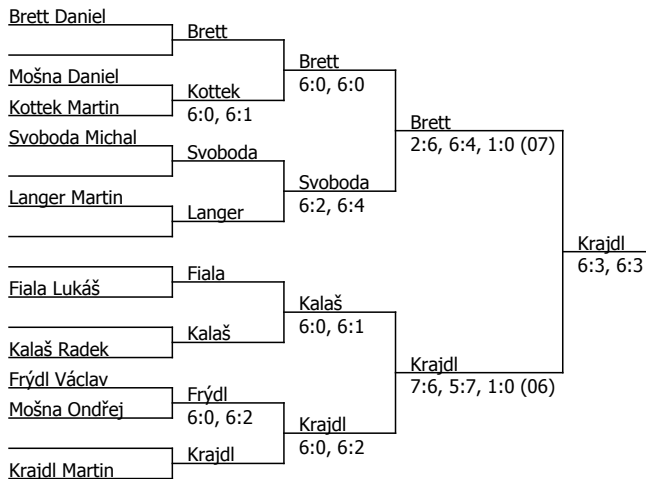 Brett Daniel
Brett
Brett
6:0, 6:0
Mošna Daniel
Kottek
6:0, 6:1
Kottek Martin
Brett
2:6, 6:4, 1:0 (07)
Svoboda Michal
Svoboda
Svoboda
6:2, 6:4
Langer Martin
Langer
Krajdl
6:3, 6:3
Fiala
Fiala Lukáš
Kalaš
6:0, 6:1
Kalaš
Kalaš Radek
Krajdl
7:6, 5:7, 1:0 (06)
Frýdl Václav
Frýdl
6:0, 6:2
Mošna Ondřej
Krajdl
6:0, 6:2
Krajdl
Krajdl Martin